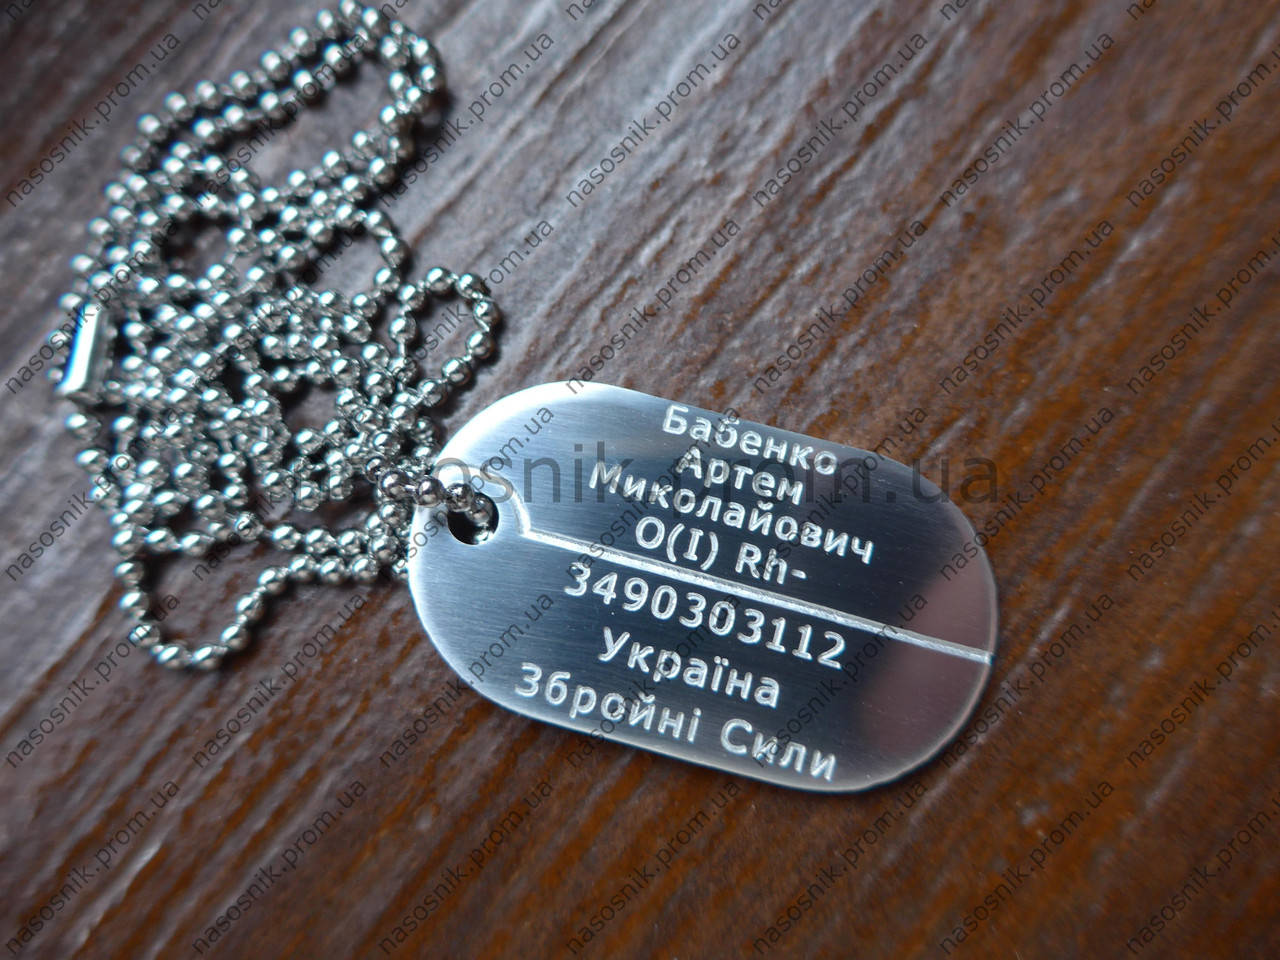 Бабенко
Артем
Миколайович
O(I) Rh-
3490303112
Україна
Збройні Сили
nasosnik.prom.ua